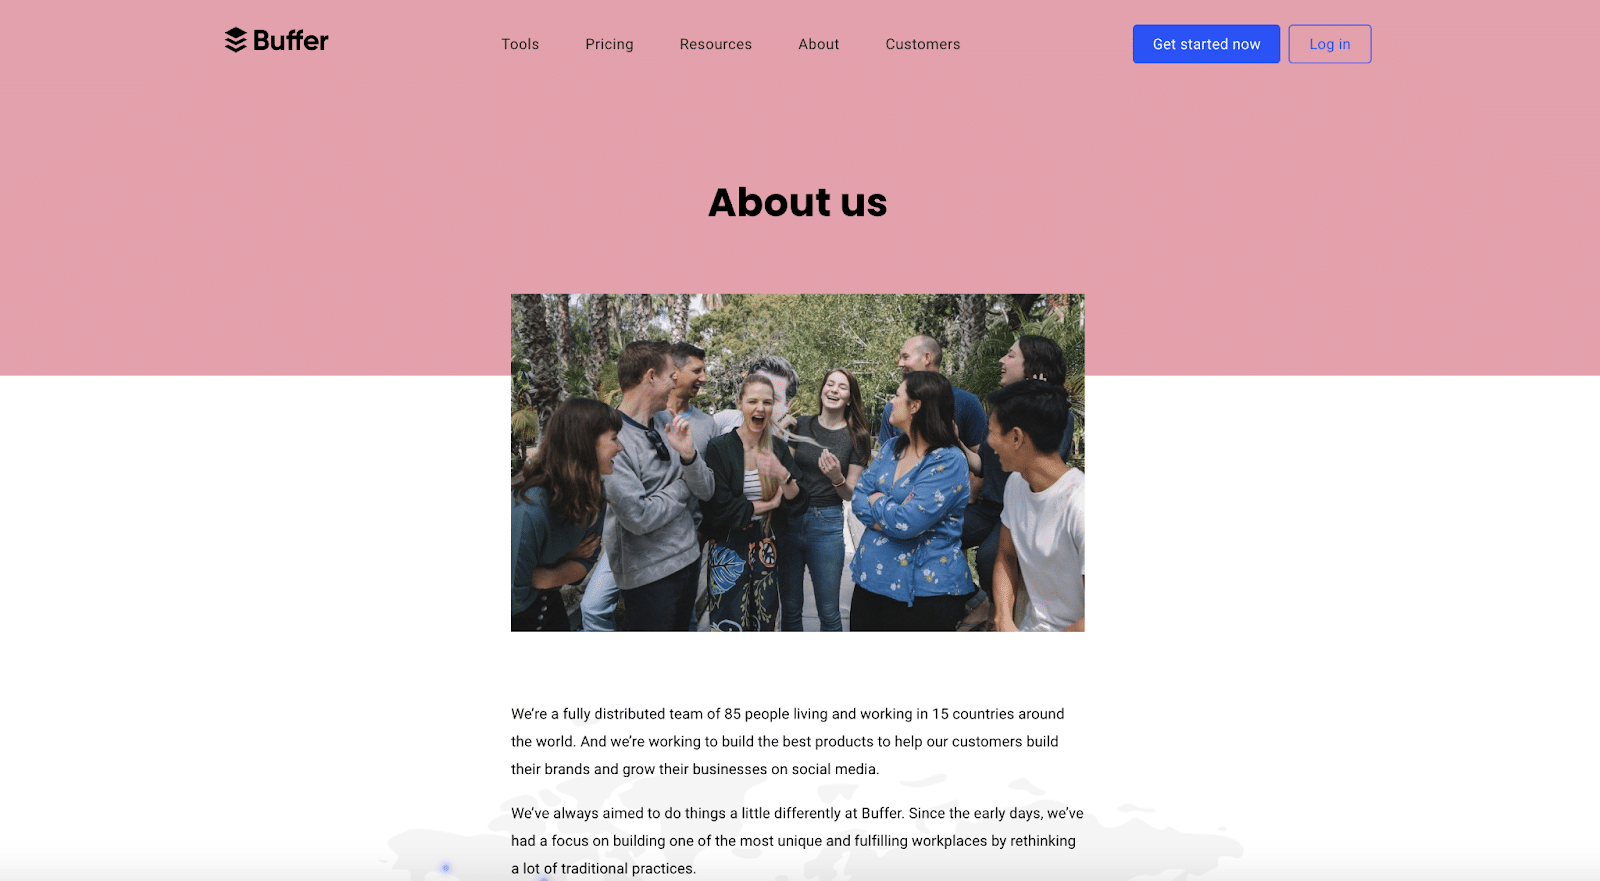 Buffer
Tools Pricing Resources About Customers
Get started now Log in
About us
We’re a fully distributed team of 85 people living and working in 15 countries around
the world. And we’re working to build the best products to help our customers build
their brands and grow their businesses on social media.
We’ve always aimed to do things a little differently at Buffer. Since the early days, we’ve
had a focus on building one of the most unique and fulfilling workplaces by rethinking
a lot of traditional practices.